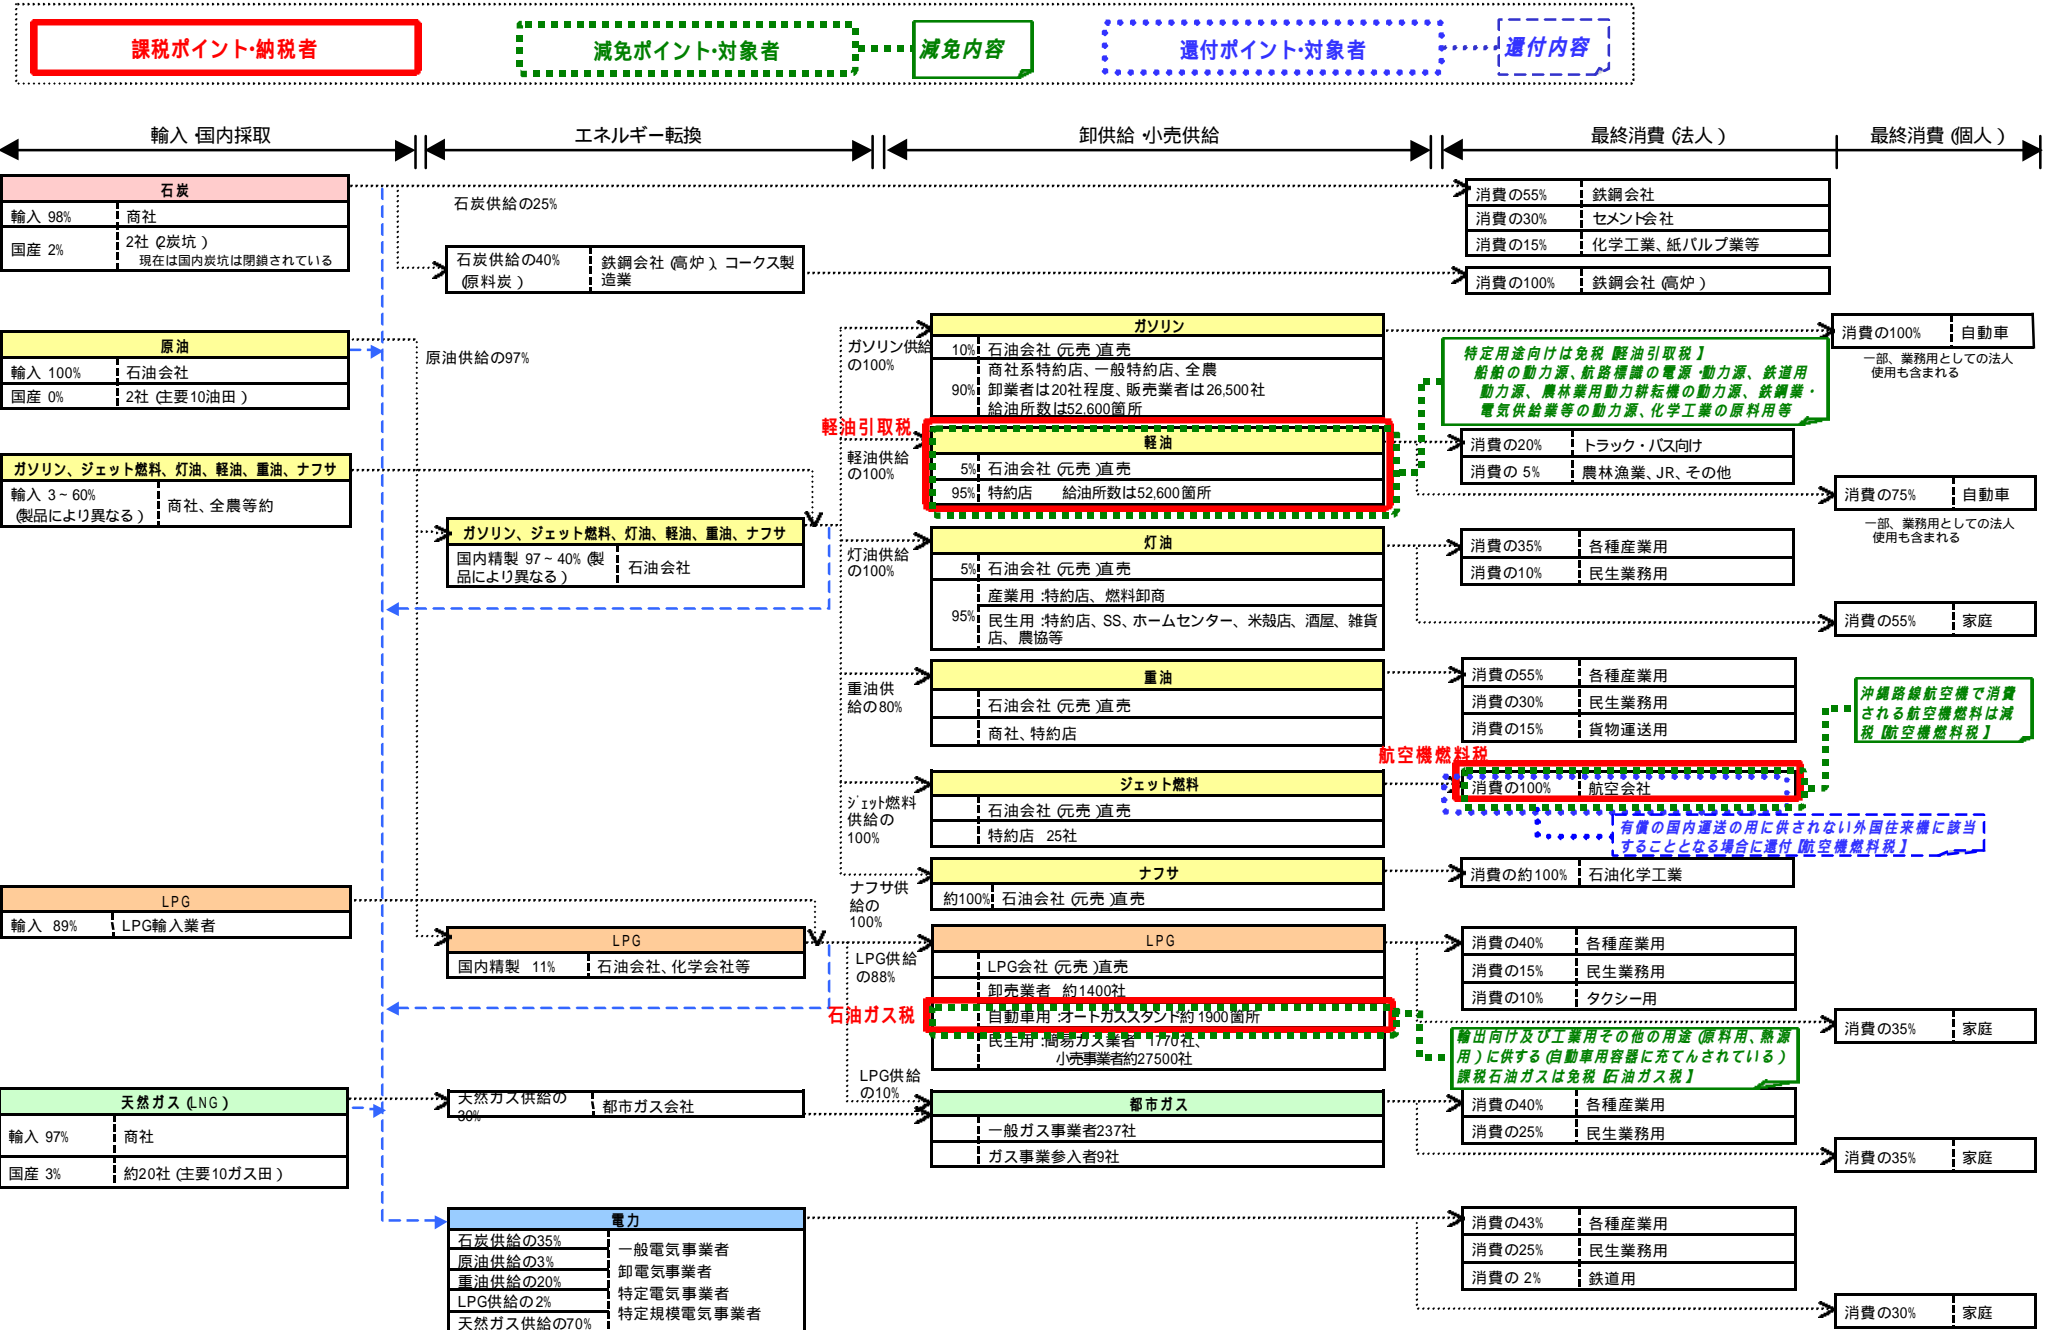 課税ポイント・納税者
減免ポイント・対象者
減免内容
還付ポイント・対象者
還付内容
輸入・国内採取
エネルギー転換
卸供給・小売供給
最終消費(法人)
最終消費(個人)
石炭
輸入 98%
商社
国産 2%
2社(2炭坑)
現在は国内炭坑は閉鎖されている
石炭供給の25%
石炭供給の40%
(原料炭)
鉄鋼会社(高炉)、コークス製
造業
消費の55%
鉄鋼会社
消費の30%
セメント会社
消費の15%
化学工業、紙パルプ業等
消費の100%
鉄鋼会社(高炉)
原油
輸入 100%
石油会社
国産 0%
2社(主要10油田)
原油供給の97%
ガソリン、ジェット燃料、灯油、軽油、重油、ナフサ
輸入 3~60%
(製品により異なる)
商社、全農等約
ガソリン、ジェット燃料、灯油、軽油、重油、ナフサ
国内精製 97~40%(製
品により異なる)
石油会社
ガソリン供給
の100%
ガソリン
10%
石油会社(元売)直売
90%
商社系特約店、一般特約店、全農
卸業者は20社程度、販売業者は26,500社
給油所数は52,600箇所
消費の100%
自動車
一部、業務用としての法人
使用も含まれる
特定用途向けは免税【軽油引取税】
船舶の動力源、航路標識の電源・動力源、鉄道用
動力源、農林業用動力耕耘機の動力源、鉄鋼業・
電気供給業等の動力源、化学工業の原料用等
軽油引取税
軽油供給
の100%
軽油
5%
石油会社(元売)直売
95%
特約店 給油所数は52,600箇所
消費の20%
トラック・バス向け
消費の 5%
農林漁業、JR、その他
消費の75%
自動車
一部、業務用としての法人
使用も含まれる
灯油供給
の100%
灯油
5%
石油会社(元売)直売
95%
産業用:特約店、燃料卸商
民生用:特約店、SS、ホームセンター、米殻店、酒屋、雑貨
店、農協等
消費の35%
各種産業用
消費の10%
民生業務用
消費の55%
家庭
重油供
給の80%
重油
石油会社(元売)直売
商社、特約店
消費の55%
各種産業用
消費の30%
民生業務用
消費の15%
貨物運送用
沖縄路線航空機で消費
される航空機燃料は減
税【航空機燃料税】
航空機燃料税
ジェット燃料
供給の
100%
ジェット燃料
石油会社(元売)直売
特約店 25社
消費の100%
航空会社
有償の国内運送の用に供されない外国往来機に該当
することとなる場合に還付【航空機燃料税】
ナフサ供
給の
100%
ナフサ
約100%
石油会社(元売)直売
消費の約100%
石油化学工業
LPG
輸入 89%
LPG輸入業者
LPG
国内精製 11%
石油会社、化学会社等
LPG供給
の88%
LPG
LPG会社(元売)直売
卸売業者 約1400社
石油ガス税
自動車用:オートガススタンド約1900箇所
民生用:簡易ガス業者 1770社、
小売事業者約27500社
消費の40%
各種産業用
消費の15%
民生業務用
消費の10%
タクシー用
消費の35%
家庭
輸出向け及び工業用その他の用途(原料用、熱源
用)に供する(自動車用容器に充てんされている)
課税石油ガスは免税【石油ガス税】
LPG供給
の10%
天然ガス(LNG)
輸入 97%
商社
国産 3%
約20社(主要10ガス田)
天然ガス供給の
30%
都市ガス会社
都市ガス
一般ガス事業者237社
ガス事業参入者9社
消費の40%
各種産業用
消費の25%
民生業務用
消費の35%
家庭
電力
石炭供給の35%
原油供給の3%
重油供給の20%
LPG供給の2%
天然ガス供給の70%
一般電気事業者
卸電気事業者
特定電気事業者
特定規模電気事業者
消費の43%
各種産業用
消費の25%
民生業務用
消費の 2%
鉄道用
消費の30%
家庭